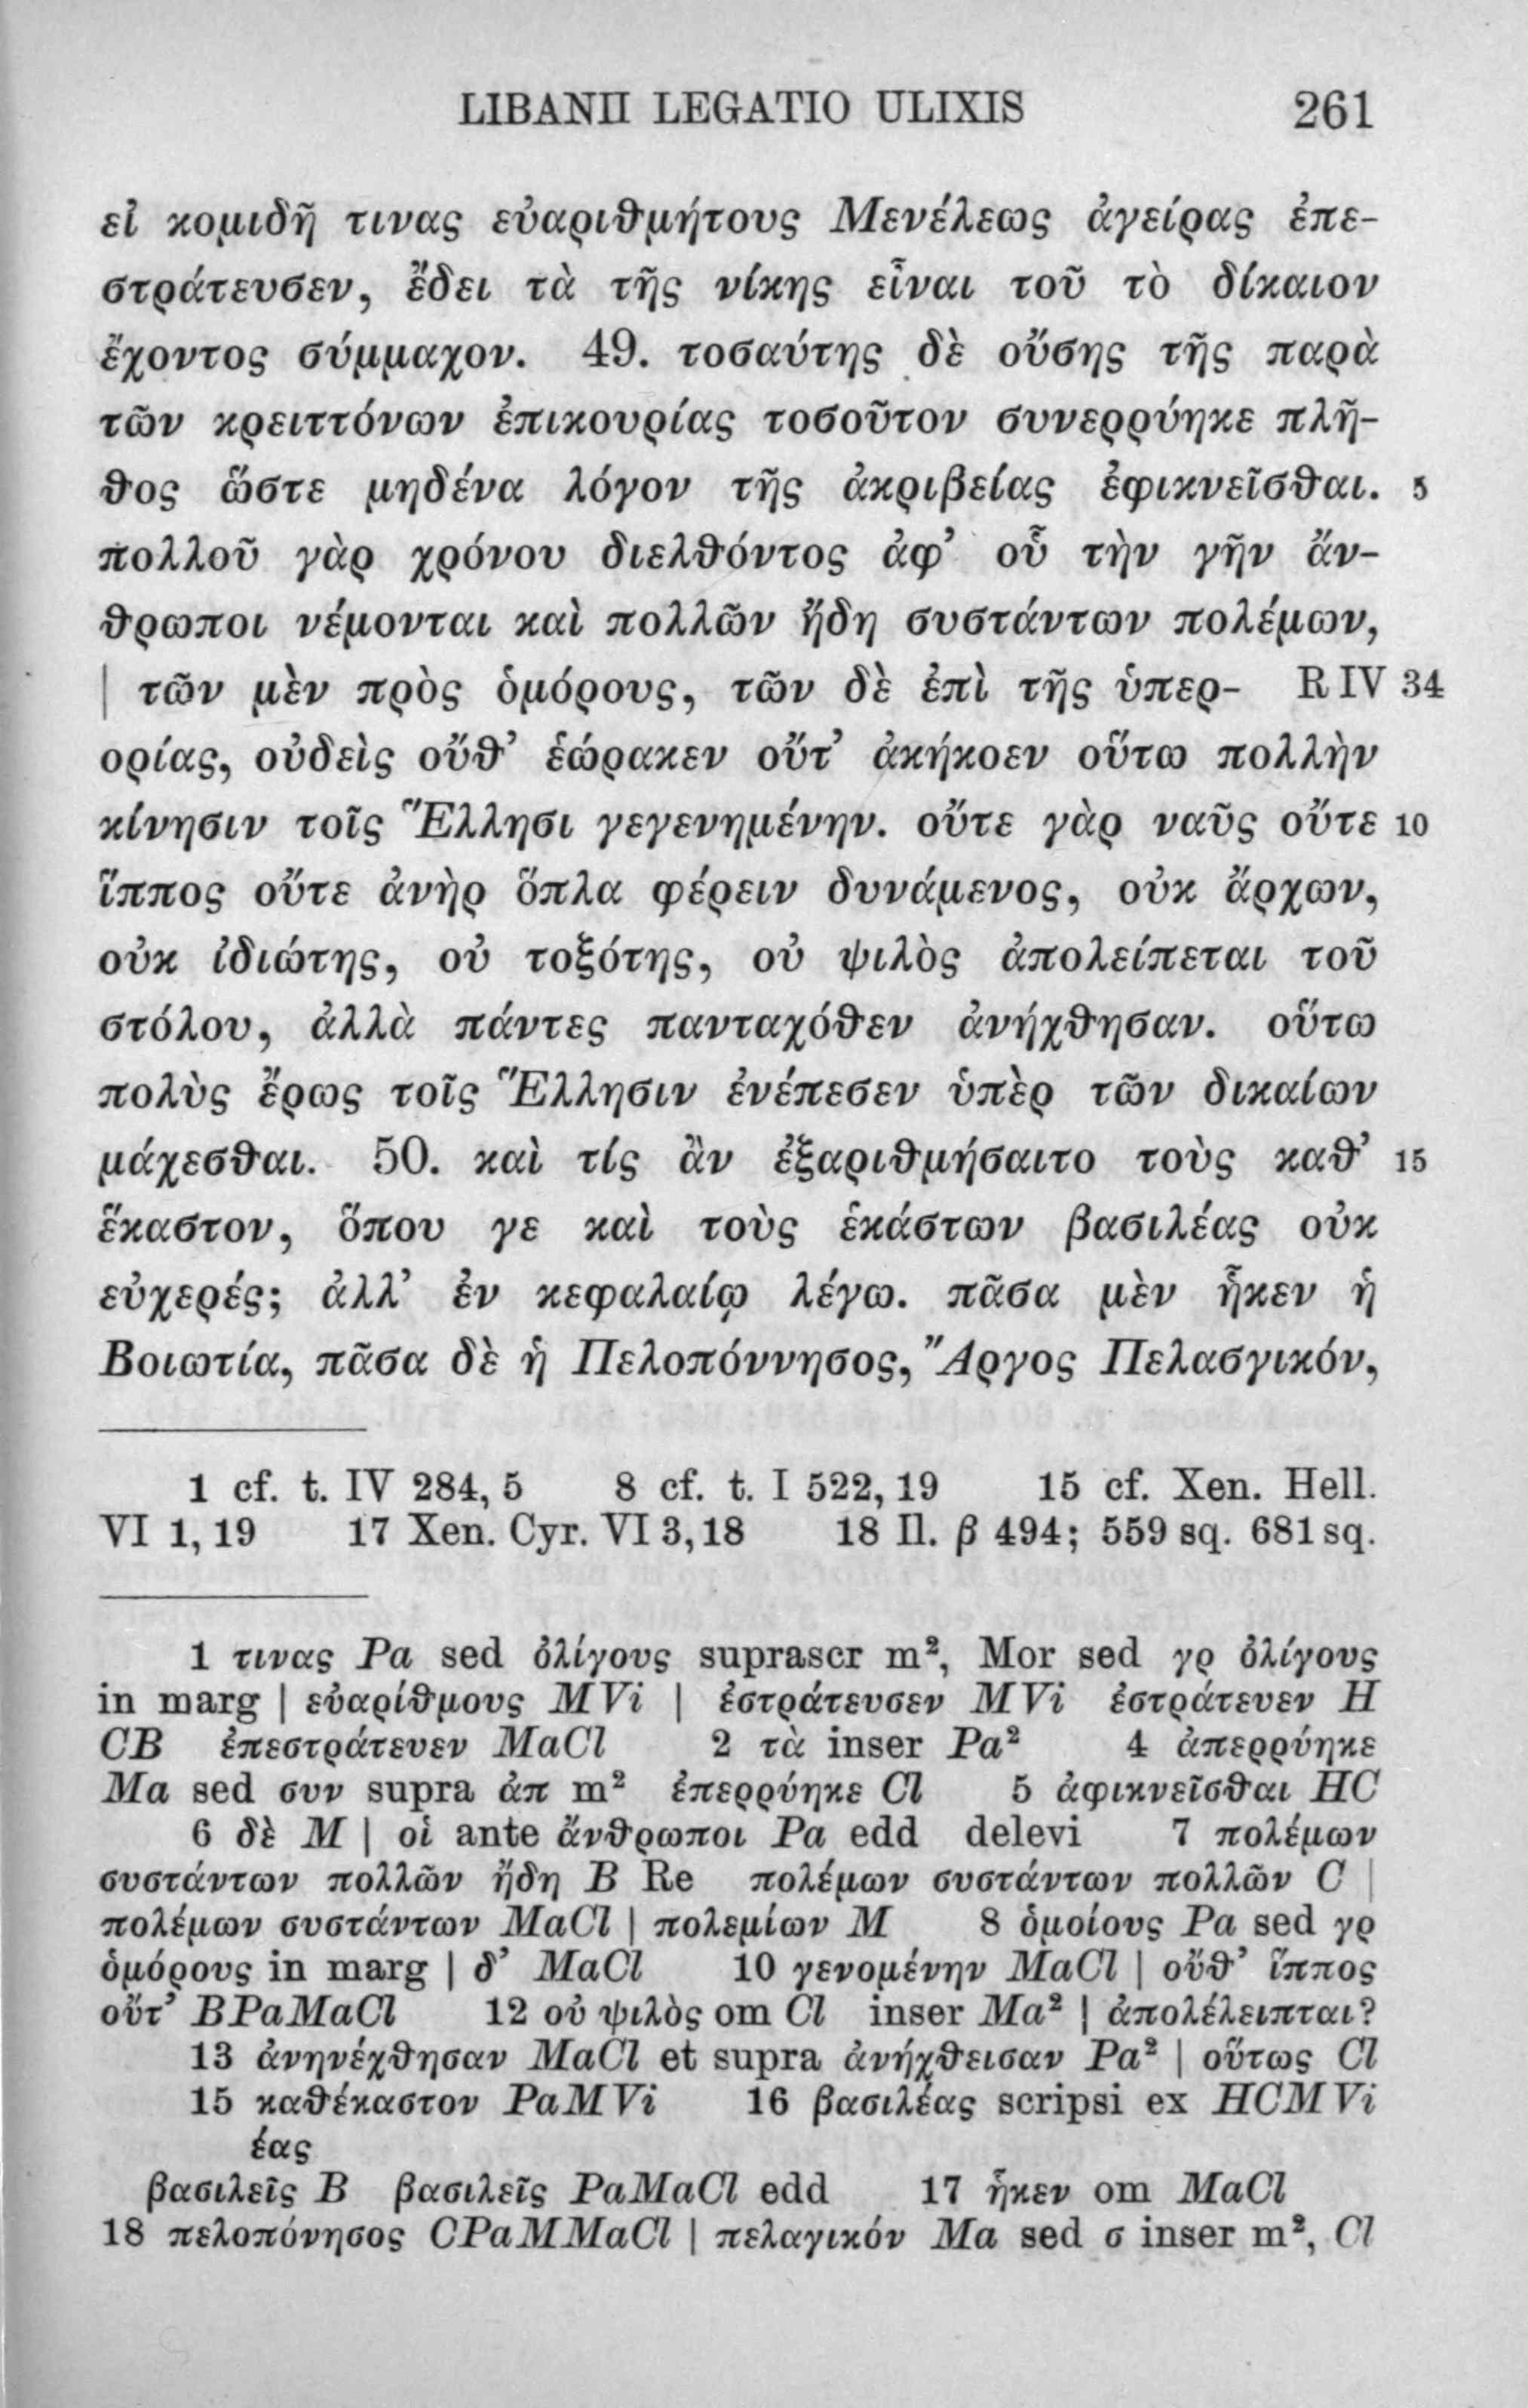 LIBANII LEGATIO ULIXIS 261
εἰ κομιδῇ τινας εὐαριθμήτους Μενέλεως ἀγείρας ἐπε-
στράτευσεν, ἔδει τὰ τῆς νίκης εἶναι τοῦ τὸ δίκαιον
ἔχοντος σύμμαχον. 49. τοσαύτης δὲ οὔσης τῆς παρὰ
τῶν κρειττόνων ἐπικουρίας τοσοῦτον συνερρύηκε πλῆ-
θος ὥστε μηδένα λόγον τῆς ἀκριβείας ἐφικνεῖσθαι. 5
πολλοῦ γὰρ χρόνου διελθόντος ἀφ’ οὗ τὴν γῆν ἄν-
θρωποι νέμονται καὶ πολλῶν ἤδη συστάντων πολέμων,
| τῶν μὲν πρὸς ὁμόρους, τῶν δὲ ἐπὶ τῆς ὑπερ- R IV 34
ορίας, οὐδεὶς οὔθ’ ἑώρακεν οὔτ’ ἀκήκοεν οὕτω πολλὴν
κίνησιν τοῖς Ἕλλησι γεγενημένην. οὔτε γὰρ ναῦς οὔτε 10
ἵππος οὔτε ἀνὴρ ὅπλα φέρειν δυνάμενος, οὐκ ἄρχων,
οὐκ ἰδιώτης, οὐ τοξότης, οὐ ψιλὸς ἀπολείπεται τοῦ
στόλου, ἀλλὰ πάντες πανταχόθεν ἀνήχθησαν. οὕτω
πολὺς ἔρως τοῖς Ἕλλησιν ἐνέπεσεν ὑπὲρ τῶν δικαίων
μάχεσθαι. 50. καὶ τίς ἂν ἐξαριθμήσαιτο τοὺς καθ’ 15
ἕκαστον, ὅπου γε καὶ τοὺς ἑκάστων βασιλέας οὐκ
εὐχερές; ἀλλ’ ἐν κεφαλαίῳ λέγω. πᾶσα μὲν ἧκεν ἡ
Βοιωτία, πᾶσα δὲ ἡ Πελοπόννησος, Ἄργος Πελασγικόν,
1 cf. t. IV 284, 5 8 cf. t. I 522, 19 15 cf. Xen. Hell.
VI 1, 19 17 Xen. Cyr. VI 3, 18 18 Il. β 494; 559 sq. 681 sq.
1 τινας Pa sed ὀλίγους suprascr m², Mor sed γρ ὀλίγους
in marg | εὐαρίθμους MVi | ἐστράτευσεν MVi ἐστράτευεν H
CB ἐπεστράτευεν MaCl 2 τὰ inser Pa² 4 ἀπερρύηκε
Ma sed συν supra ἀπ m² ἐπερρύηκε Cl 5 ἀφικνεῖσθαι HC
6 δὲ M | οἱ ante ἄνθρωποι Pa edd delevi 7 πολέμων
συστάντων πολλῶν ἤδη B Re πολέμων συστάντων πολλῶν C |
πολέμων συστάντων MaCl | πολεμίων M 8 ὁμοίους Pa sed γρ
ὁμόρους in marg | δ’ MaCl 10 γενομένην MaCl | οὔθ’ ἵππος
οὔτ’ BPaMaCl 12 οὐ ψιλὸς om Cl inser Ma² | ἀπολέλειπται?
13 ἀνηνέχθησαν MaCl et supra ἀνήχθεισαν Pa² | οὕτως Cl
15 καθέκαστον PaMVi 16 βασιλέας scripsi ex HCMVi
έας
βασιλεῖς B βασιλεῖς PaMaCl edd 17 ἧκεν om MaCl
18 πελοπόνησος CPaMMaCl | πελαγικόν Ma sed σ inser m², Cl